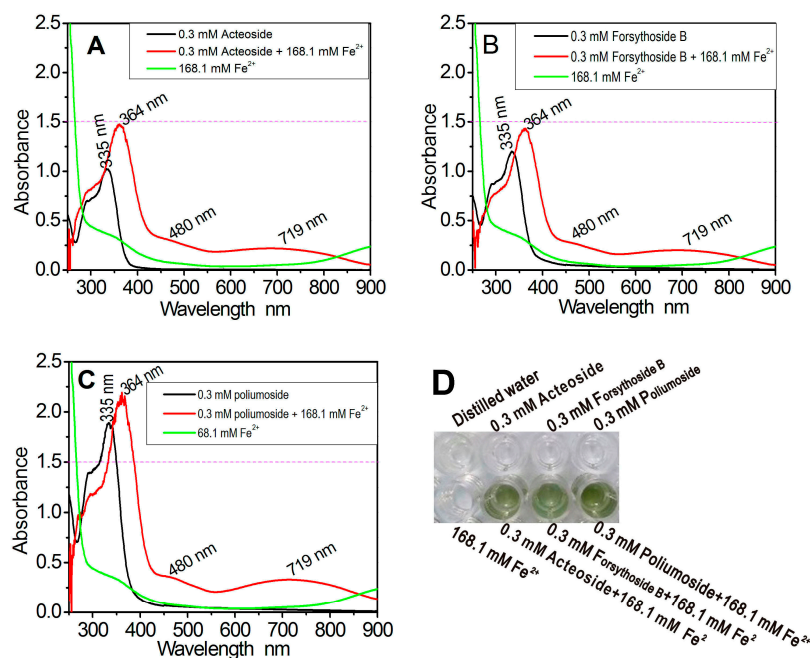 A
0.3 mM Acteoside
0.3 mM Acteoside + 168.1 mM Fe²⁺
168.1 mM Fe²⁺
335 nm
364 nm
480 nm
719 nm
Absorbance
2.5
2.0
1.5
1.0
0.5
0.0
300 400 500 600 700 800 900
Wavelength nm
B
0.3 mM Forsythoside B
0.3 mM Forsythoside B + 168.1 mM Fe²⁺
168.1 mM Fe²⁺
335 nm
364 nm
480 nm
719 nm
Absorbance
2.5
2.0
1.5
1.0
0.5
0.0
300 400 500 600 700 800 900
Wavelength nm
C
0.3 mM poliumoside
0.3 mM poliumoside + 168.1 mM Fe²⁺
68.1 mM Fe²⁺
335 nm
364 nm
480 nm
719 nm
Absorbance
2.5
2.0
1.5
1.0
0.5
0.0
300 400 500 600 700 800 900
Wavelength nm
D
Distilled water
0.3 mM Acteoside
0.3 mM Forsythoside B
0.3 mM Poliumoside
168.1 mM Fe²⁺
0.3 mM Acteoside+168.1 mM Fe²
0.3 mM Forsythoside B+168.1 mM Fe²
0.3 mM Poliumoside+168.1 mM Fe²⁺